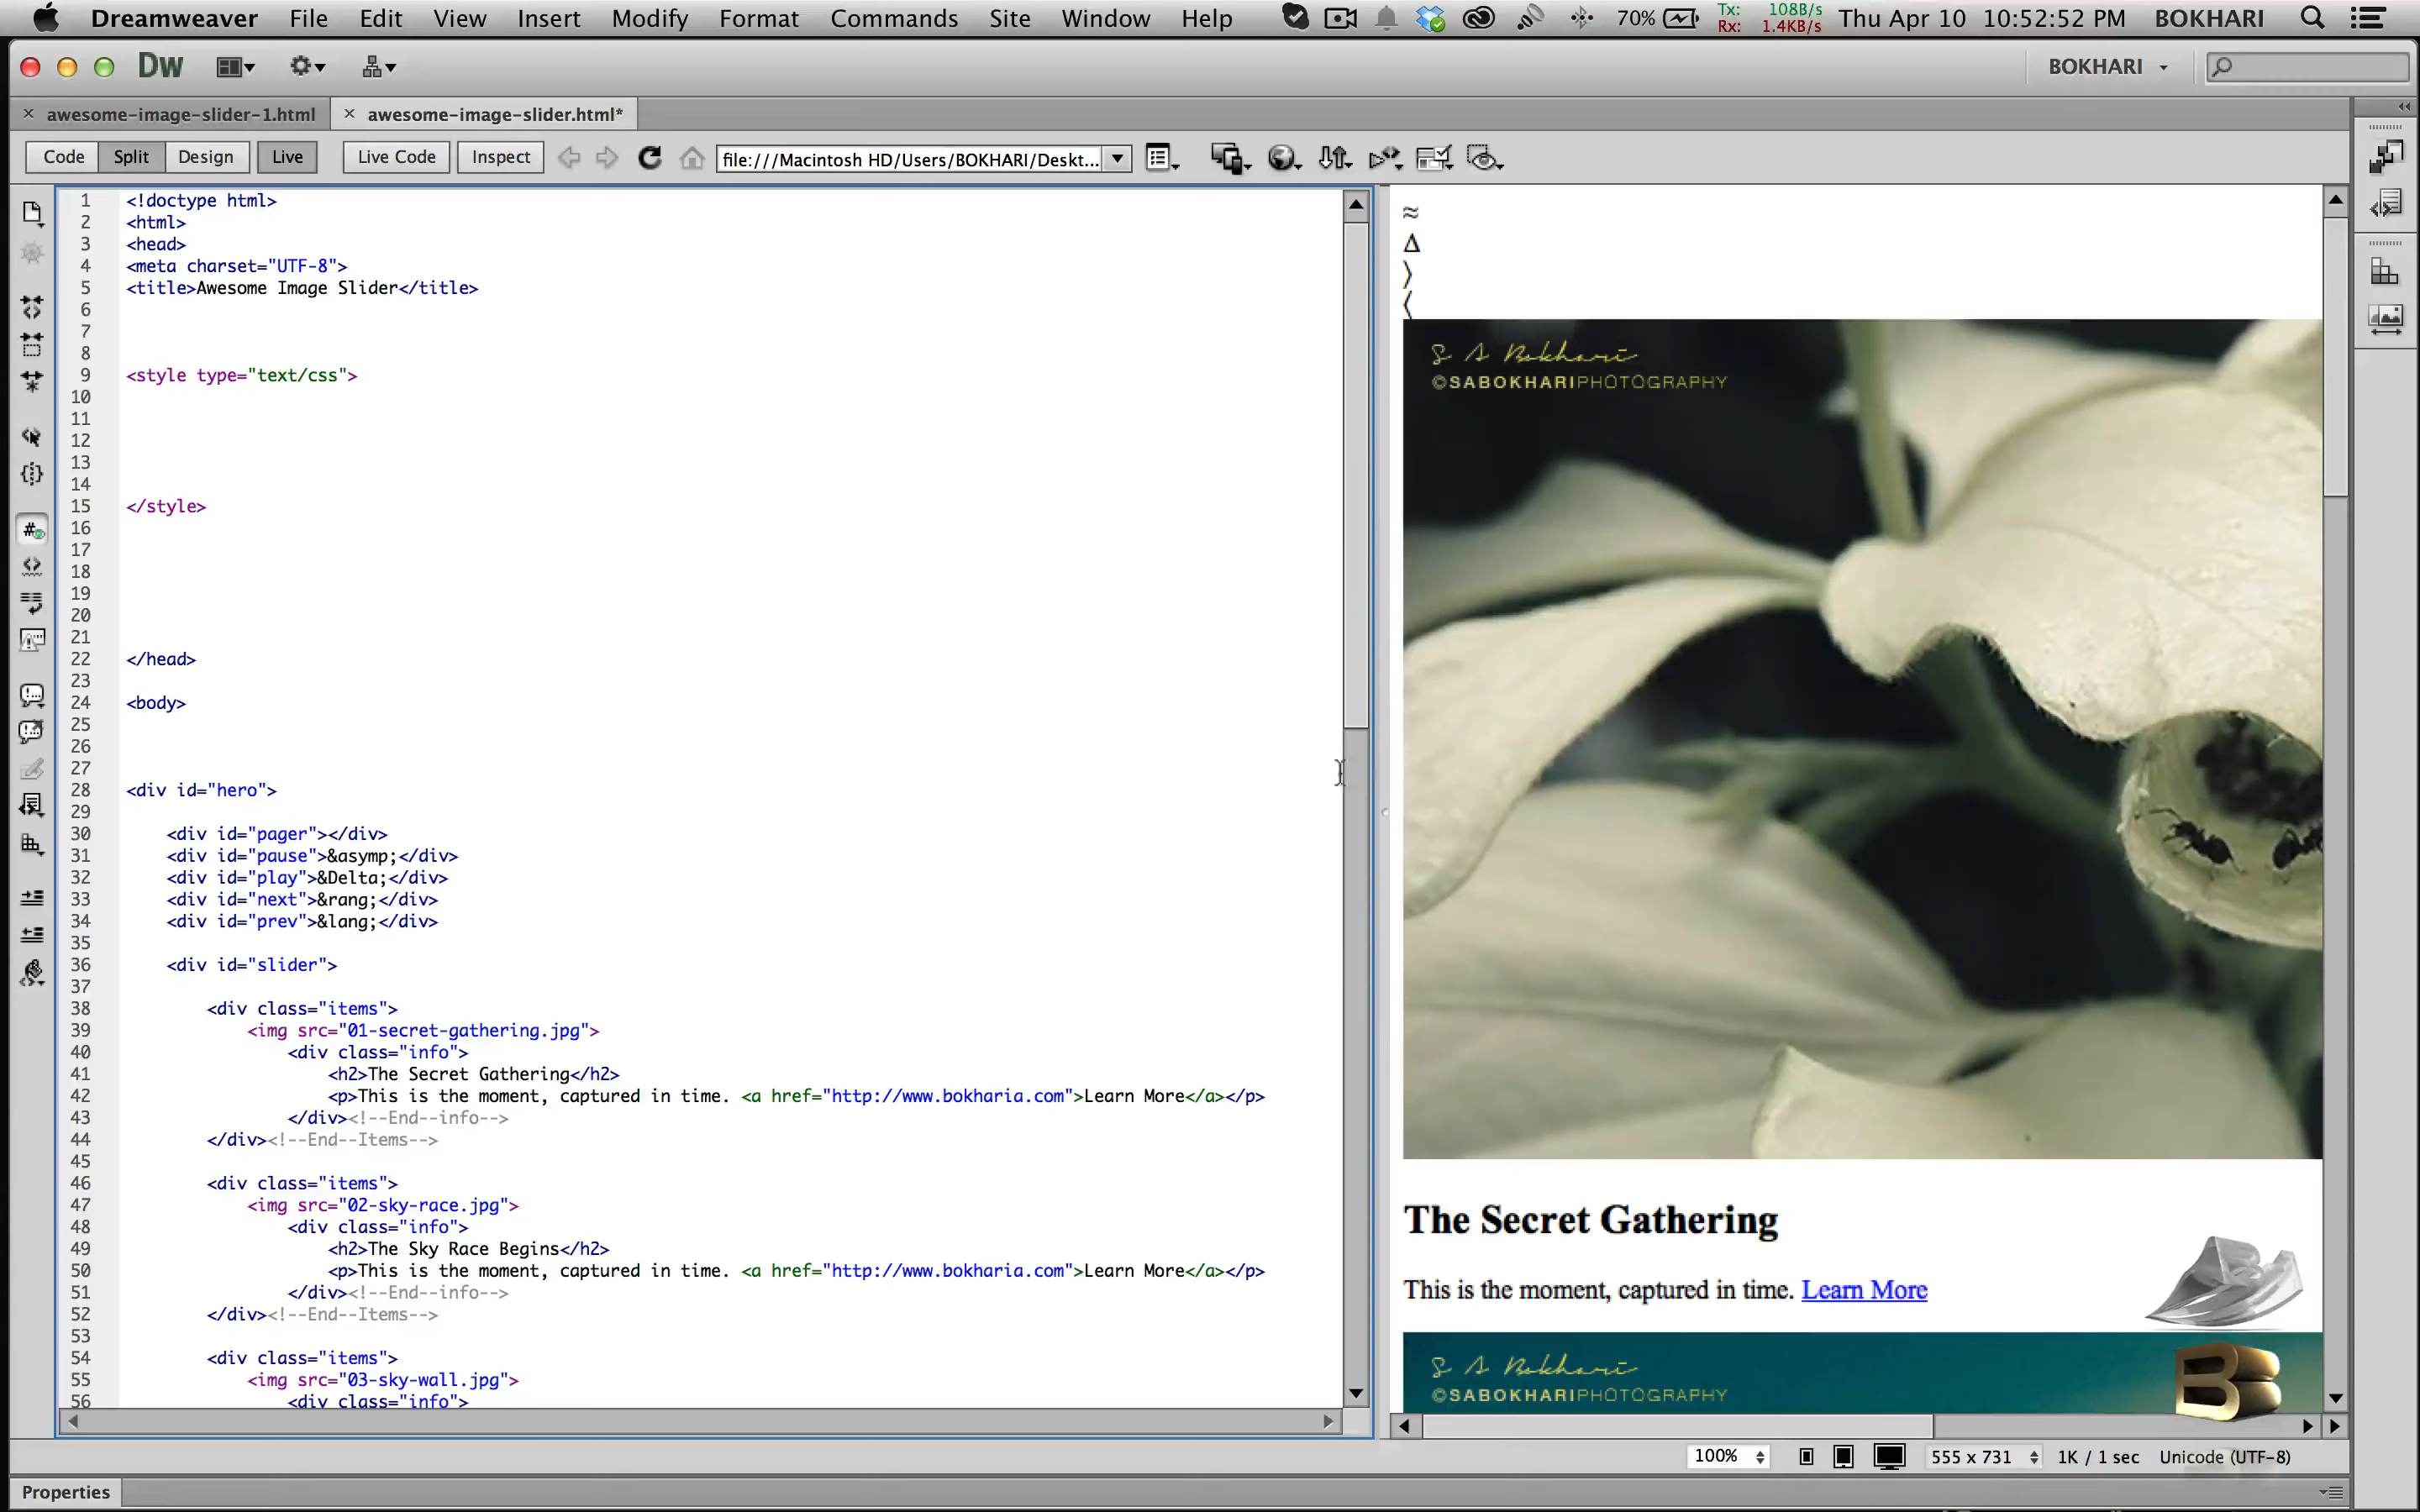 Dreamweaver File Edit View Insert Modify Format Commands Site Window Help 70% Tx: 108B/s Rx: 1.4KB/s Thu Apr 10 10:52:52 PM BOKHARI
Dw BOKHARI
awesome-image-slider-1.html awesome-image-slider.html*
Code Split Design Live Live Code Inspect file:///Macintosh HD/Users/BOKHARI/Deskt...
1 <!doctype html>
2 <html>
3 <head>
4 <meta charset="UTF-8">
5 <title>Awesome Image Slider</title>
6
7
8
9 <style type="text/css">
10
11
12
13
14
15 </style>
16
17
18
19
20
21
22 </head>
23
24 <body>
25
26
27
28 <div id="hero">
29
30 <div id="pager"></div>
31 <div id="pause">&asymp;</div>
32 <div id="play">&Delta;</div>
33 <div id="next">&rang;</div>
34 <div id="prev">&lang;</div>
35
36 <div id="slider">
37
38 <div class="items">
39 <img src="01-secret-gathering.jpg">
40 <div class="info">
41 <h2>The Secret Gathering</h2>
42 <p>This is the moment, captured in time. <a href="http://www.bokharia.com">Learn More</a></p>
43 </div><!--End--info-->
44 </div><!--End--Items-->
45
46 <div class="items">
47 <img src="02-sky-race.jpg">
48 <div class="info">
49 <h2>The Sky Race Begins</h2>
50 <p>This is the moment, captured in time. <a href="http://www.bokharia.com">Learn More</a></p>
51 </div><!--End--info-->
52 </div><!--End--Items-->
53
54 <div class="items">
55 <img src="03-sky-wall.jpg">
56 <div class="info">
≈
Δ
⟩
⟨
S A Bokhari
©SABOKHARIPHOTOGRAPHY
The Secret Gathering
This is the moment, captured in time. Learn More
S A Bokhari
©SABOKHARIPHOTOGRAPHY
B
100% 555 x 731 1K / 1 sec Unicode (UTF-8)
Properties